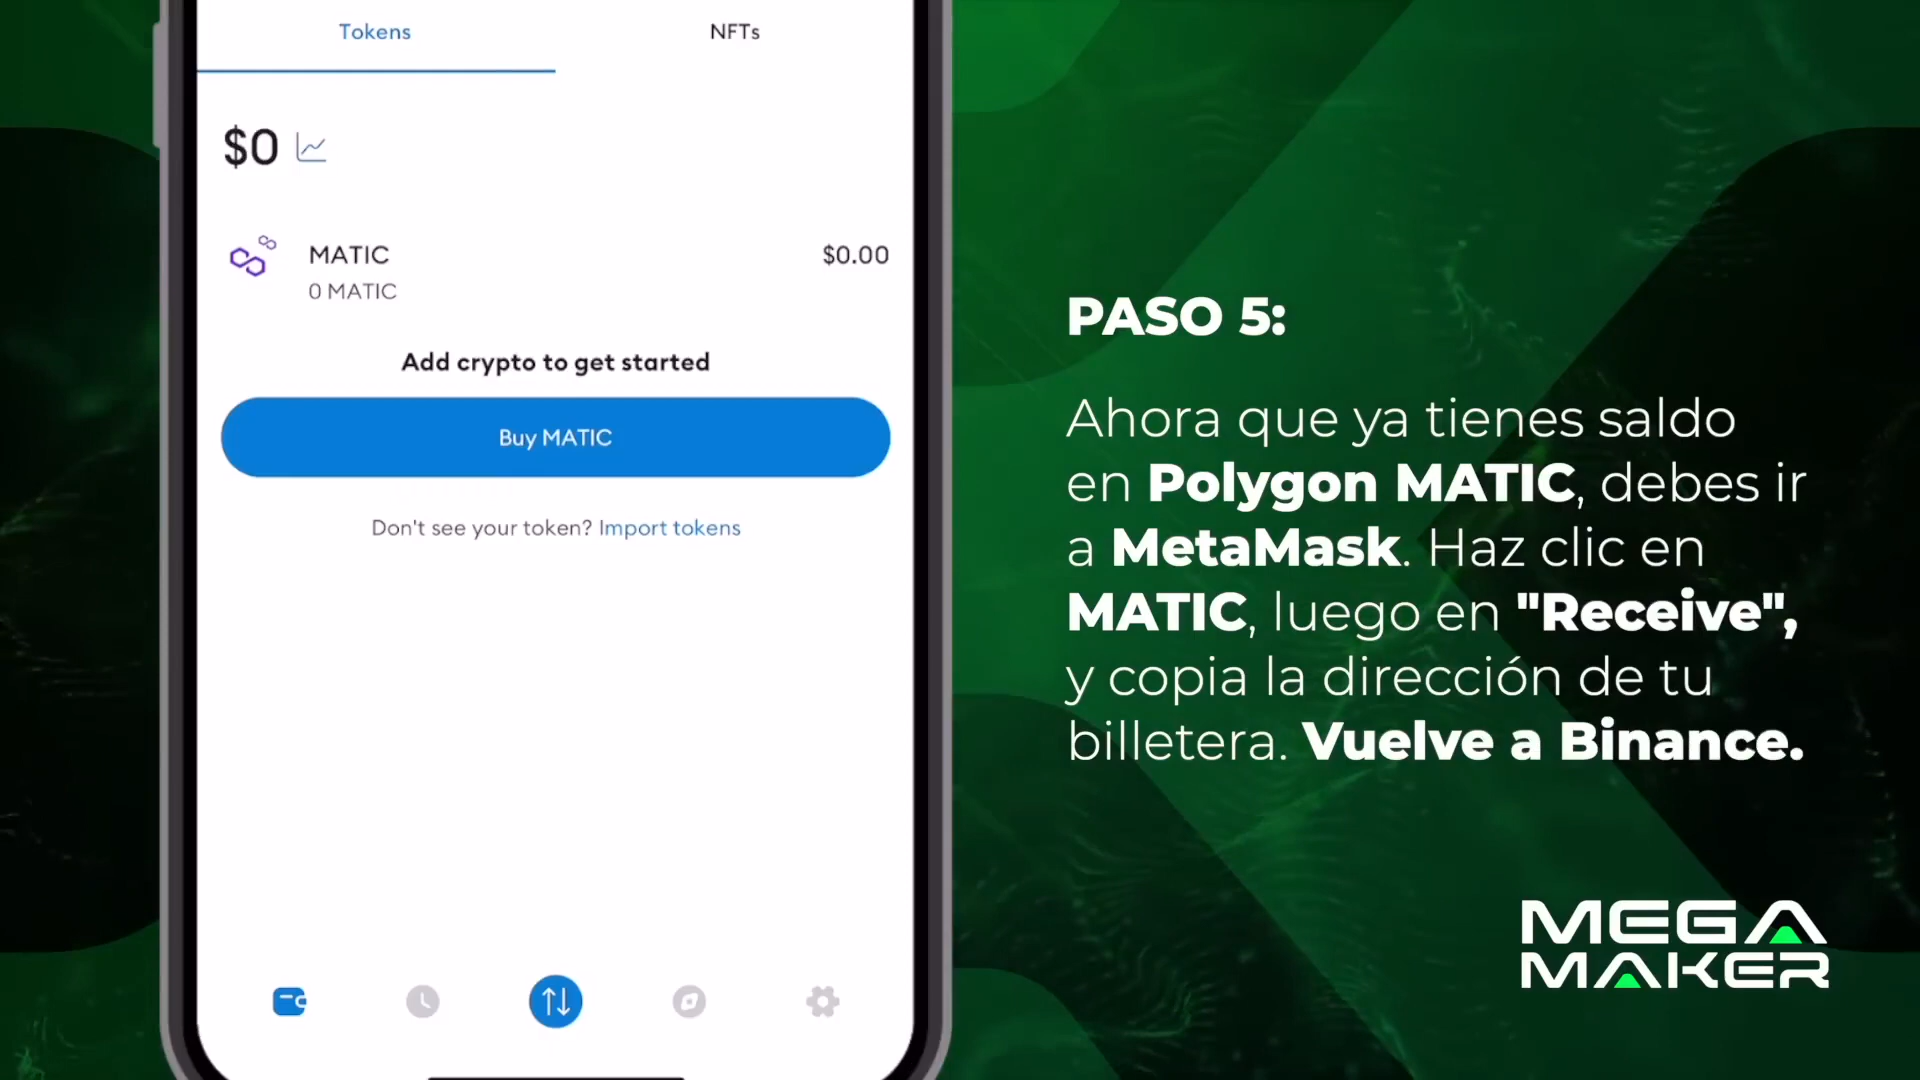 Tokens
NFTs
$0
MATIC
$0.00
0 MATIC
Add crypto to get started
Buy MATIC
Don't see your token? Import tokens
PASO 5:
Ahora que ya tienes saldo
en Polygon MATIC, debes ir
a MetaMask. Haz clic en
MATIC, luego en "Receive",
y copia la dirección de tu
billetera. Vuelve a Binance.
MEGA
MAKER